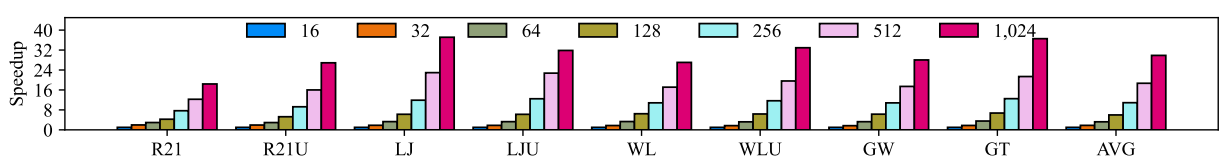 Speedup
40
32
24
16
8
0
16 32 64 128 256 512 1,024
R21 R21U LJ LJU WL WLU GW GT AVG